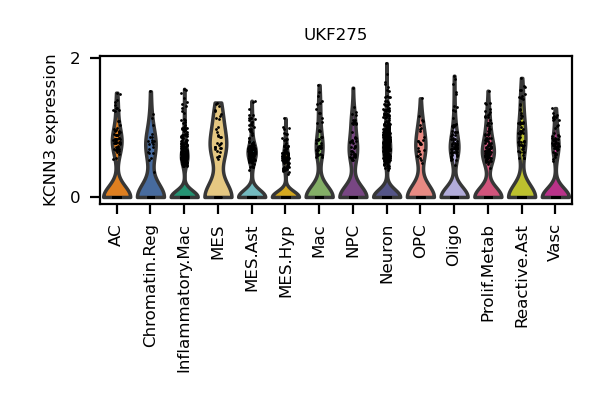 UKF275
KCNN3 expression
2
0
AC
Chromatin.Reg
Inflammatory.Mac
MES
MES.Ast
MES.Hyp
Mac
NPC
Neuron
OPC
Oligo
Prolif.Metab
Reactive.Ast
Vasc